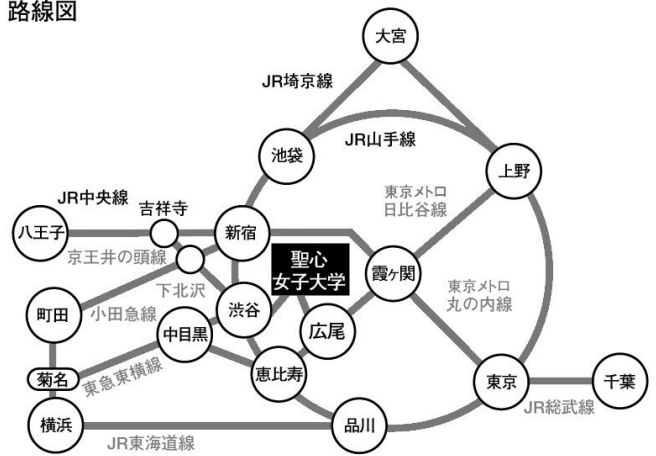 路線図
大宮
JR埼京線
JR山手線
池袋
上野
東京メトロ
日比谷線
JR中央線
吉祥寺
八王子
新宿
京王井の頭線
聖心
女子大学
霞ヶ関
下北沢
東京メトロ
丸の内線
町田
小田急線
渋谷
広尾
中目黒
恵比寿
菊名
東急東横線
東京
千葉
JR総武線
横浜
品川
JR東海道線